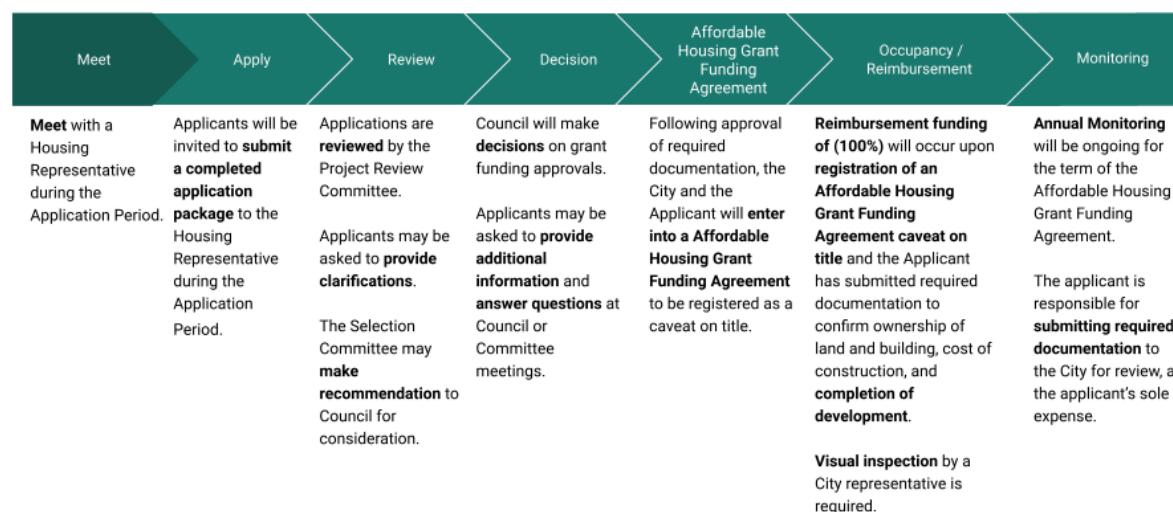 Meet
Apply
Review
Decision
Affordable
Housing Grant
Funding
Agreement
Occupancy /
Reimbursement
Monitoring
Meet with a
Housing
Representative
during the
Application Period.
Applicants will be
invited to submit
a completed
application
package to the
Housing
Representative
during the
Application
Period.
Applications are
reviewed by the
Project Review
Committee.
Applicants may be
asked to provide
clarifications.
The Selection
Committee may
make
recommendation to
Council for
consideration.
Council will make
decisions on grant
funding approvals.
Applicants may be
asked to provide
additional
information and
answer questions at
Council or
Committee
meetings.
Following approval
of required
documentation, the
City and the
Applicant will enter
into a Affordable
Housing Grant
Funding Agreement
to be registered as a
caveat on title.
Reimbursement funding
of (100%) will occur upon
registration of an
Affordable Housing
Grant Funding
Agreement caveat on
title and the Applicant
has submitted required
documentation to
confirm ownership of
land and building, cost of
construction, and
completion of
development.
Visual inspection by a
City representative is
required.
Annual Monitoring
will be ongoing for
the term of the
Affordable Housing
Grant Funding
Agreement.
The applicant is
responsible for
submitting required
documentation to
the City for review, a
the applicant's sole
expense.